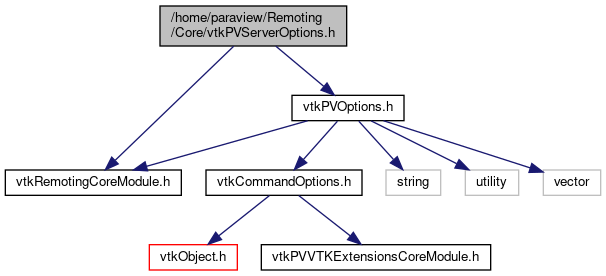 /home/paraview/Remoting
/Core/vtkPVServerOptions.h
vtkPVOptions.h
vtkRemotingCoreModule.h
vtkCommandOptions.h
string
utility
vector
vtkObject.h
vtkPVVTKExtensionsCoreModule.h